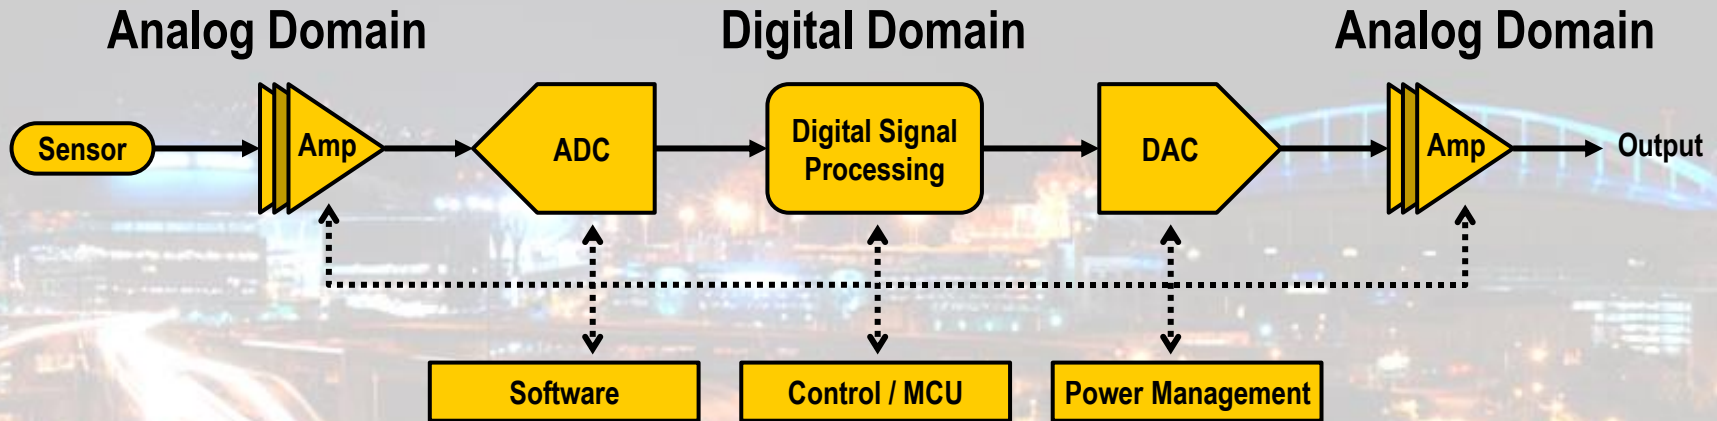 Analog Domain
Digital Domain
Analog Domain
Sensor
Amp
ADC
Digital Signal
Processing
DAC
Amp
Output
Software
Control / MCU
Power Management